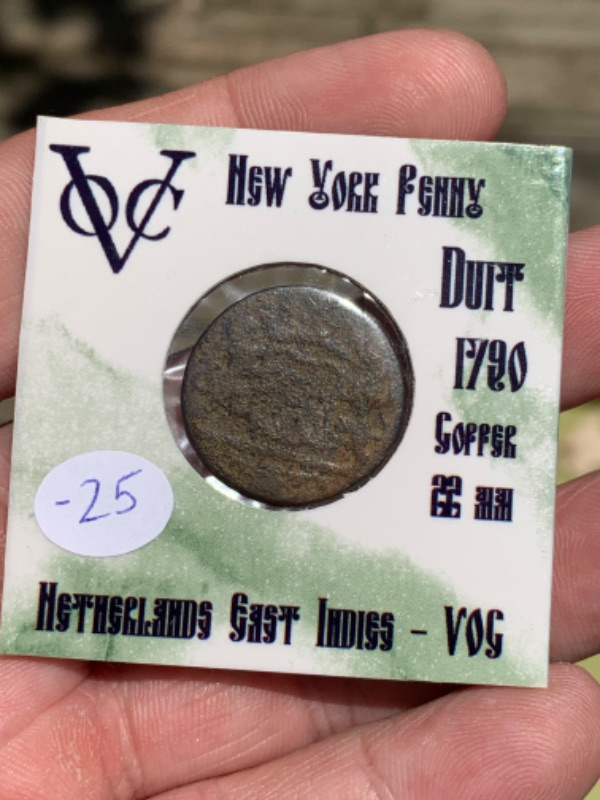 VOC
New York Penny
Duit
1790
Copper
22 mm
-25
Netherlands East Indies - VOC